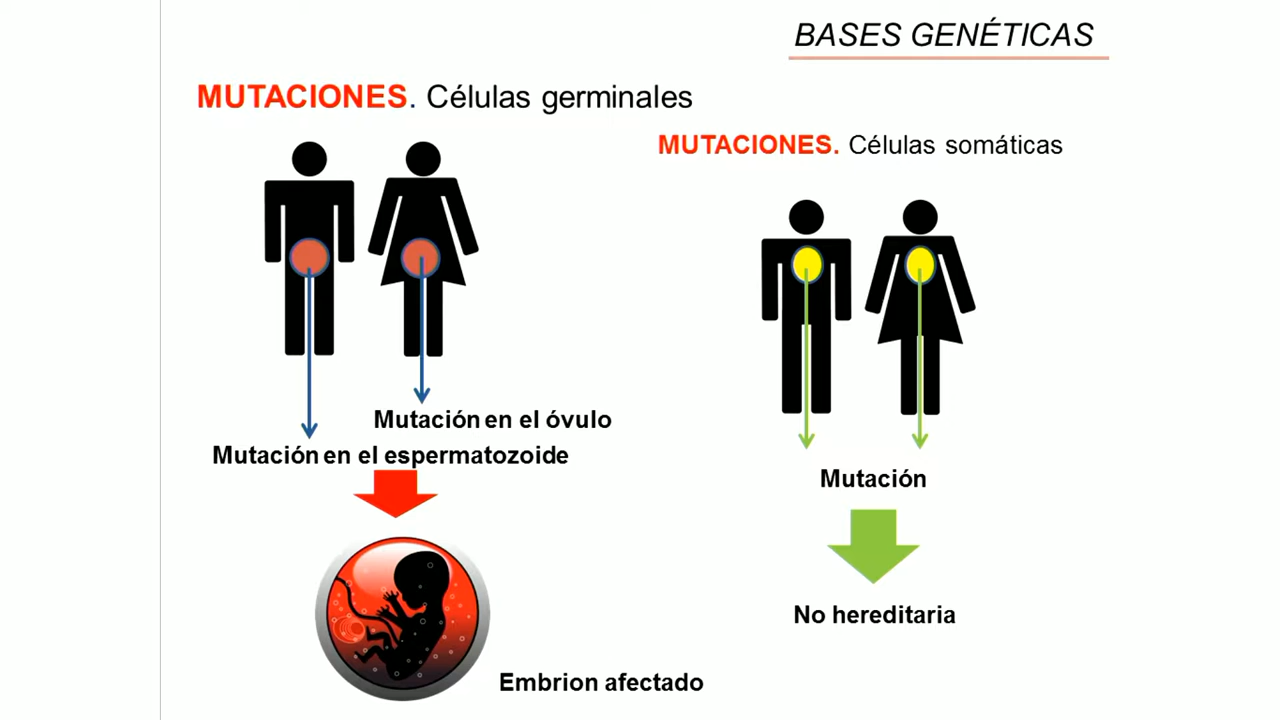 BASES GENÉTICAS
MUTACIONES. Células germinales
MUTACIONES. Células somáticas
Mutación en el óvulo
Mutación en el espermatozoide
Mutación
No hereditaria
Embrion afectado